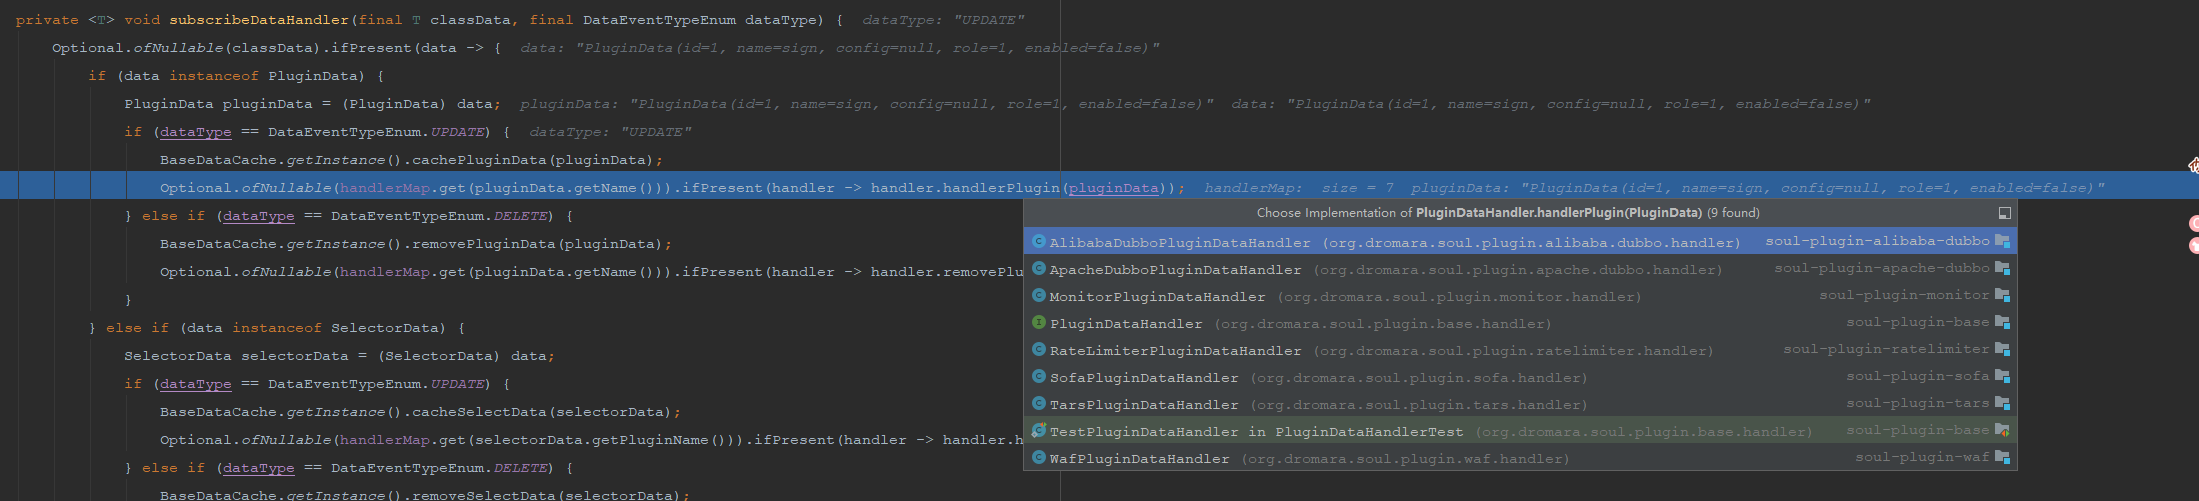 private <T> void subscribeDataHandler(final T classData, final DataEventTypeEnum dataType) {  dataType: "UPDATE"
Optional.ofNullable(classData).ifPresent(data -> {  data: "PluginData(id=1, name=sign, config=null, role=1, enabled=false)"
if (data instanceof PluginData) {
PluginData pluginData = (PluginData) data;  pluginData: "PluginData(id=1, name=sign, config=null, role=1, enabled=false)"  data: "PluginData(id=1, name=sign, config=null, role=1, enabled=false)"
if (dataType == DataEventTypeEnum.UPDATE) {  dataType: "UPDATE"
BaseDataCache.getInstance().cachePluginData(pluginData);
Optional.ofNullable(handlerMap.get(pluginData.getName())).ifPresent(handler -> handler.handlerPlugin(pluginData));  handlerMap:  size = 7  pluginData: "PluginData(id=1, name=sign, config=null, role=1, enabled=false)"
} else if (dataType == DataEventTypeEnum.DELETE) {
BaseDataCache.getInstance().removePluginData(pluginData);
Optional.ofNullable(handlerMap.get(pluginData.getName())).ifPresent(handler -> handler.removePlu
}
} else if (data instanceof SelectorData) {
SelectorData selectorData = (SelectorData) data;
if (dataType == DataEventTypeEnum.UPDATE) {
BaseDataCache.getInstance().cacheSelectData(selectorData);
Optional.ofNullable(handlerMap.get(selectorData.getPluginName())).ifPresent(handler -> handler.h
} else if (dataType == DataEventTypeEnum.DELETE) {
BaseDataCache.getInstance().removeSelectData(selectorData);
Choose Implementation of PluginDataHandler.handlerPlugin(PluginData) (9 found)
AlibabaDubboPluginDataHandler (org.dromara.soul.plugin.alibaba.dubbo.handler) soul-plugin-alibaba-dubbo
ApacheDubboPluginDataHandler (org.dromara.soul.plugin.apache.dubbo.handler) soul-plugin-apache-dubbo
MonitorPluginDataHandler (org.dromara.soul.plugin.monitor.handler) soul-plugin-monitor
PluginDataHandler (org.dromara.soul.plugin.base.handler) soul-plugin-base
RateLimiterPluginDataHandler (org.dromara.soul.plugin.ratelimiter.handler) soul-plugin-ratelimiter
SofaPluginDataHandler (org.dromara.soul.plugin.sofa.handler) soul-plugin-sofa
TarsPluginDataHandler (org.dromara.soul.plugin.tars.handler) soul-plugin-tars
TestPluginDataHandler in PluginDataHandlerTest (org.dromara.soul.plugin.base.handler) soul-plugin-base
WafPluginDataHandler (org.dromara.soul.plugin.waf.handler) soul-plugin-waf